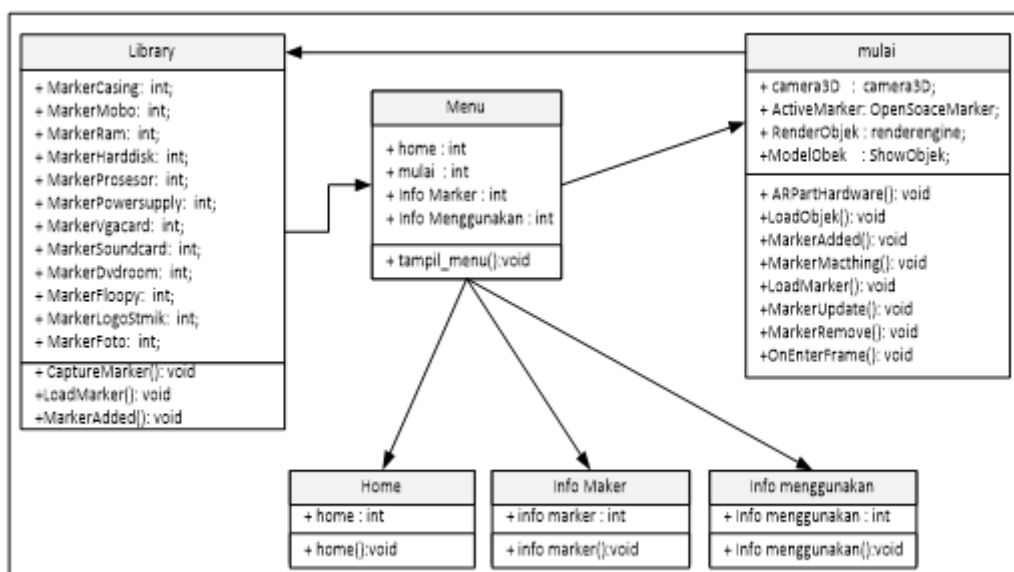 Library
+ MarkerCasing: int;
+ MarkerMobo: int;
+ MarkerRam: int;
+ MarkerHarddisk: int;
+ MarkerProsesor: int;
+ MarkerPowersupply: int;
+ MarkerVgacard: int;
+ MarkerSoundcard: int;
+ MarkerDvdroom: int;
+ MarkerFloopy: int;
+ MarkerLogoStmik: int;
+ MarkerFoto: int;
+ CaptureMarker(): void
+LoadMarker(): void
+MarkerAdded(): void
Menu
+ home : int
+ mulai : int
+ Info Marker : int
+ Info Menggunakan : int
+ tampil_menu():void
mulai
+ camera3D : camera3D;
+ ActiveMarker: OpenSoaceMarker;
+ RenderObjek : renderengine;
+ModelObek : ShowObjek;
+ ARPartHardware(): void
+LoadObjek(): void
+MarkerAdded(): void
+MarkerMacthing(): void
+LoadMarker(): void
+MarkerUpdate(): void
+MarkerRemove(): void
+OnEnterFrame(): void
Home
+ home : int
+ home():void
Info Maker
+ info marker : int
+ info marker():void
Info menggunakan
+ Info menggunakan : int
+ Info menggunakan():void